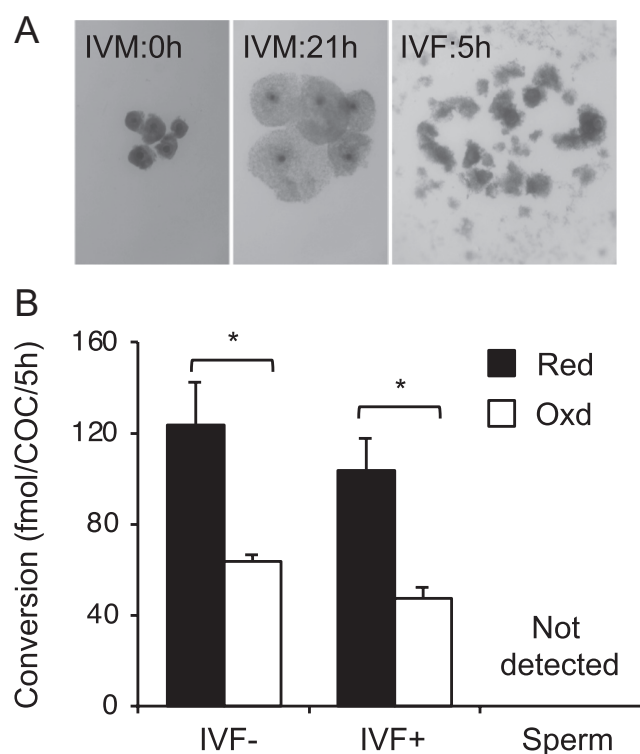 A
IVM:0h
IVM:21h
IVF:5h
B
Conversion (fmol/COC/5h)
160
120
80
40
0
*
*
Red
Oxd
Not
detected
IVF-
IVF+
Sperm